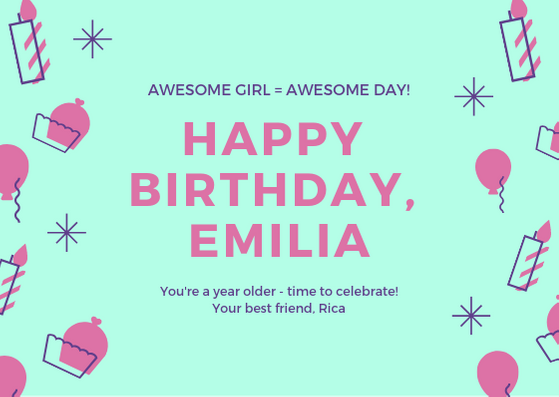 AWESOME GIRL = AWESOME DAY!
HAPPY
BIRTHDAY,
EMILIA
You're a year older - time to celebrate!
Your best friend, Rica